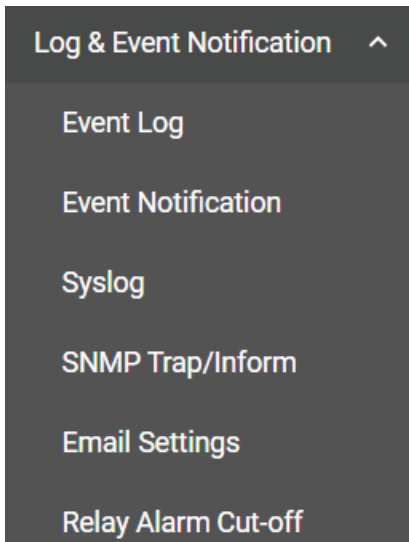 Log & Event Notification
Event Log
Event Notification
Syslog
SNMP Trap/Inform
Email Settings
Relay Alarm Cut-off